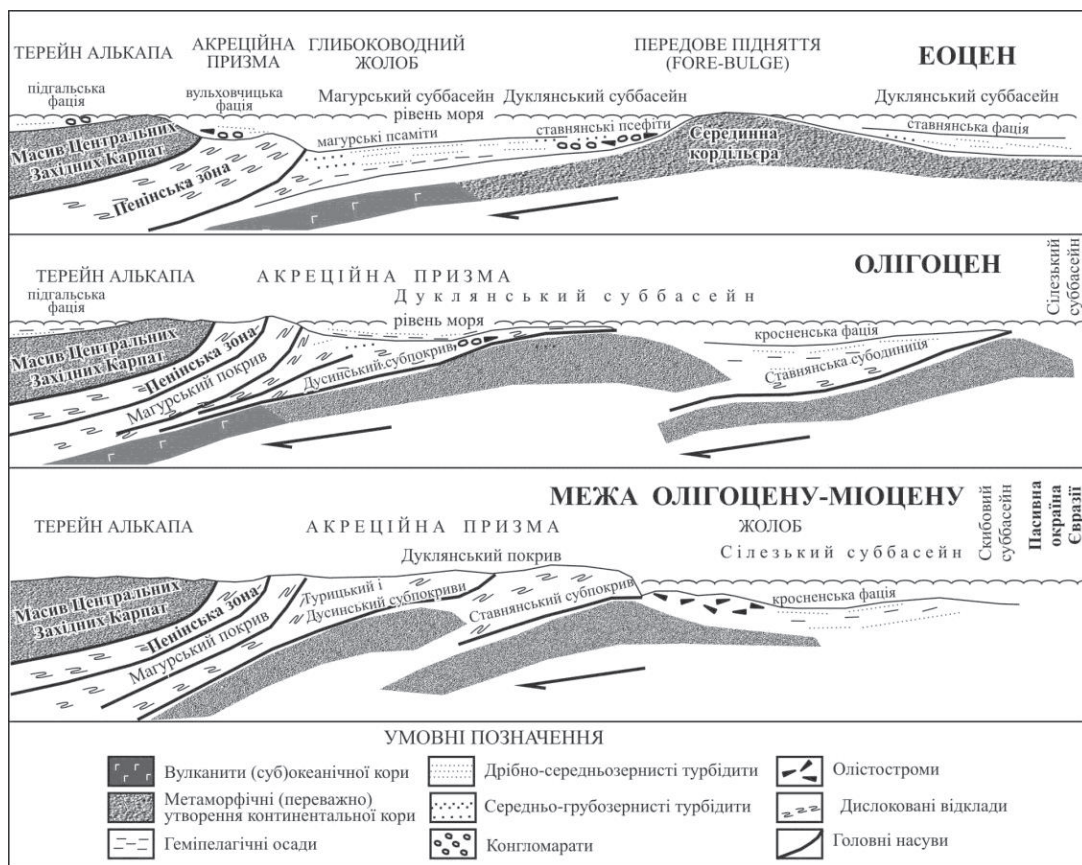 ТЕРЕЙН АЛЬКАПА
АКРЕЦІЙНА
ПРИЗМА
ГЛИБОКОВОДНИЙ
ЖОЛОБ
ПЕРЕДОВЕ ПІДНЯТТЯ
(FORE-BULGE)
ЕОЦЕН
підгальська
фація
вульховчицька
фація
Магурський суббасейн
Дуклянський суббасейн
Дуклянський суббасейн
рівень моря
магурські псаміти
ставнянські псефіти
ставнянська фація
Масив Центральних
Західних Карпат
Пенінська зона
Серединна
кордільєра
ОЛІГОЦЕН
Сілезький
суббасейн
ТЕРЕЙН АЛЬКАПА
АКРЕЦІЙНА ПРИЗМА
підгальська
фація
Дуклянський суббасейн
рівень моря
кросненська фація
Масив Центральних
Західних Карпат
Пенінська зона
Магурський покрив
Дусинський субпокрив
Ставнянська субодиниця
МЕЖА ОЛІГОЦЕНУ-МІОЦЕНУ
Скибовий
суббасейн
Пасивна
окраїна
Євразії
ТЕРЕЙН АЛЬКАПА
АКРЕЦІЙНА ПРИЗМА
ЖОЛОБ
Дуклянський покрив
Сілезький суббасейн
Масив Центральних
Західних Карпат
Пенінська зона
Магурський покрив
Турицький і
Дусинський субпокриви
Ставнянський субпокрив
кросненська фація
УМОВНІ ПОЗНАЧЕННЯ
Вулканити (суб)океанічної кори
Дрібно-середньозернисті турбідити
Олістостроми
Метаморфічні (переважно)
утворення континентальної кори
Середньо-грубозернисті турбідити
Дислоковані відклади
Геміпелагічні осади
Конгломарати
Головні насуви